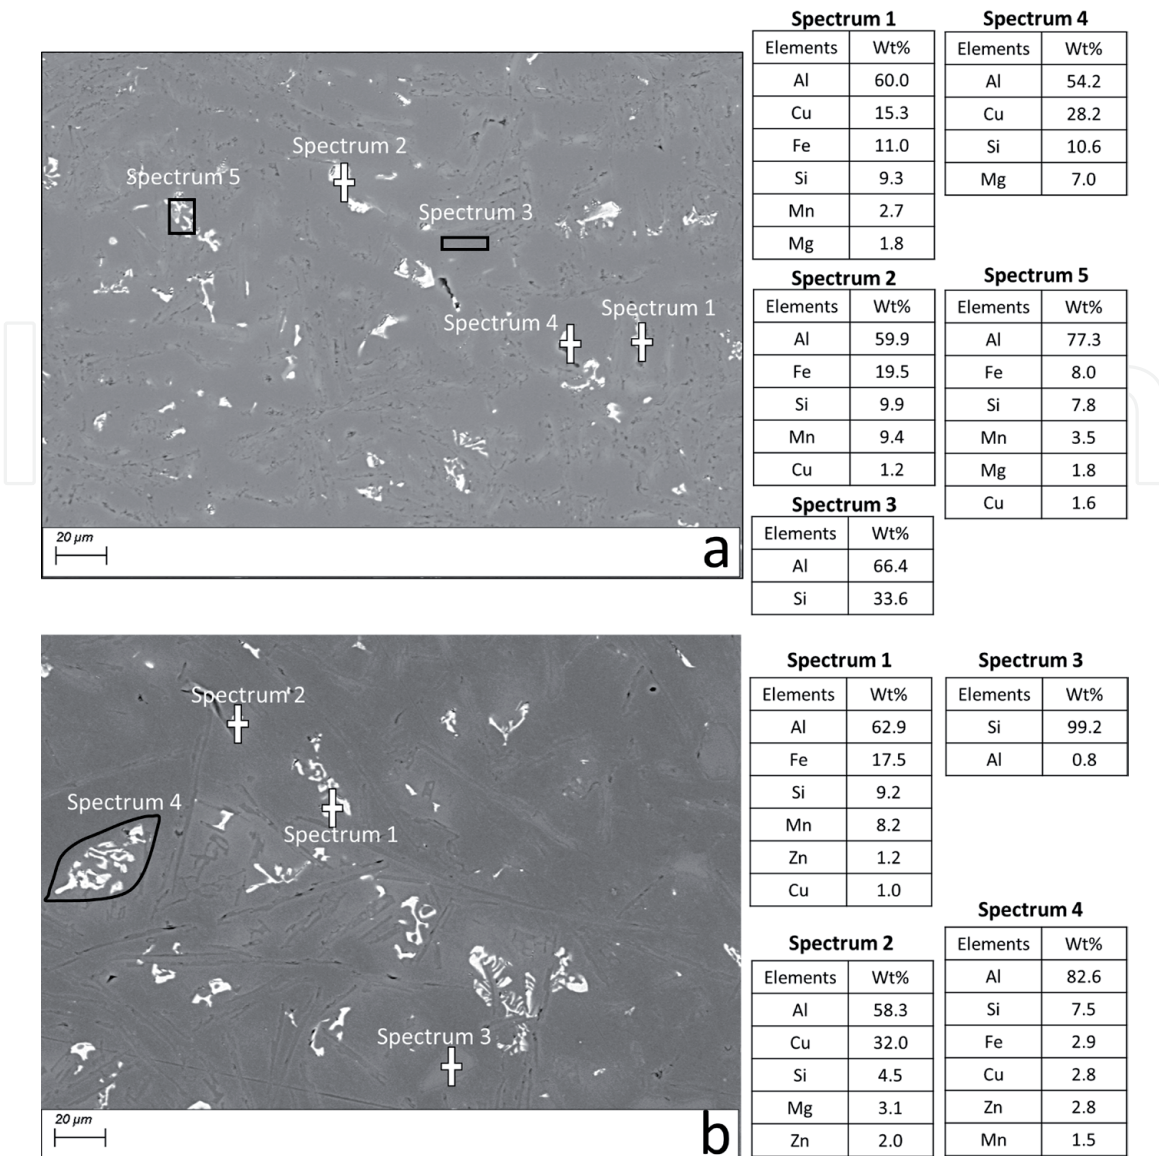 Spectrum 2
Spectrum 5
Spectrum 3
Spectrum 4
Spectrum 1
20 µm
a
Spectrum 1
Elements Wt%
Al 60.0
Cu 15.3
Fe 11.0
Si 9.3
Mn 2.7
Mg 1.8
Spectrum 4
Elements Wt%
Al 54.2
Cu 28.2
Si 10.6
Mg 7.0
Spectrum 2
Elements Wt%
Al 59.9
Fe 19.5
Si 9.9
Mn 9.4
Cu 1.2
Spectrum 5
Elements Wt%
Al 77.3
Fe 8.0
Si 7.8
Mn 3.5
Mg 1.8
Cu 1.6
Spectrum 3
Elements Wt%
Al 66.4
Si 33.6
Spectrum 2
Spectrum 4
Spectrum 1
Spectrum 3
20 µm
b
Spectrum 1
Elements Wt%
Al 62.9
Fe 17.5
Si 9.2
Mn 8.2
Zn 1.2
Cu 1.0
Spectrum 3
Elements Wt%
Si 99.2
Al 0.8
Spectrum 2
Elements Wt%
Al 58.3
Cu 32.0
Si 4.5
Mg 3.1
Zn 2.0
Spectrum 4
Elements Wt%
Al 82.6
Si 7.5
Fe 2.9
Cu 2.8
Zn 2.8
Mn 1.5